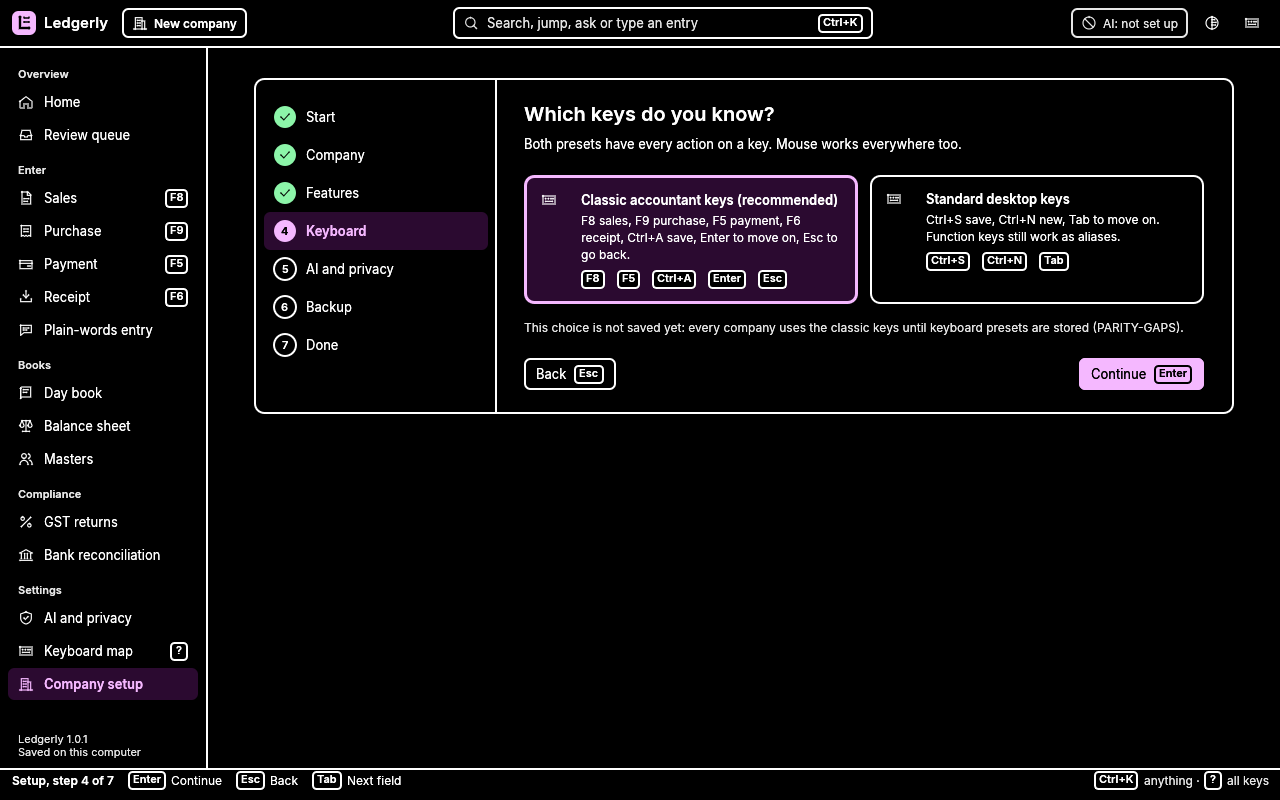 Ledgerly
New company
Search, jump, ask or type an entry
Ctrl+K
AI: not set up
Overview
Home
Review queue
Enter
Sales F8
Purchase F9
Payment F5
Receipt F6
Plain-words entry
Books
Day book
Balance sheet
Masters
Compliance
GST returns
Bank reconciliation
Settings
AI and privacy
Keyboard map ?
Company setup
Ledgerly 1.0.1
Saved on this computer
Start
Company
Features
4 Keyboard
5 AI and privacy
6 Backup
7 Done
Which keys do you know?
Both presets have every action on a key. Mouse works everywhere too.
Classic accountant keys (recommended)
F8 sales, F9 purchase, F5 payment, F6
receipt, Ctrl+A save, Enter to move on, Esc to
go back.
F8 F5 Ctrl+A Enter Esc
Standard desktop keys
Ctrl+S save, Ctrl+N new, Tab to move on.
Function keys still work as aliases.
Ctrl+S Ctrl+N Tab
This choice is not saved yet: every company uses the classic keys until keyboard presets are stored (PARITY-GAPS).
Back Esc
Continue Enter
Setup, step 4 of 7 Enter Continue Esc Back Tab Next field
Ctrl+K anything · ? all keys